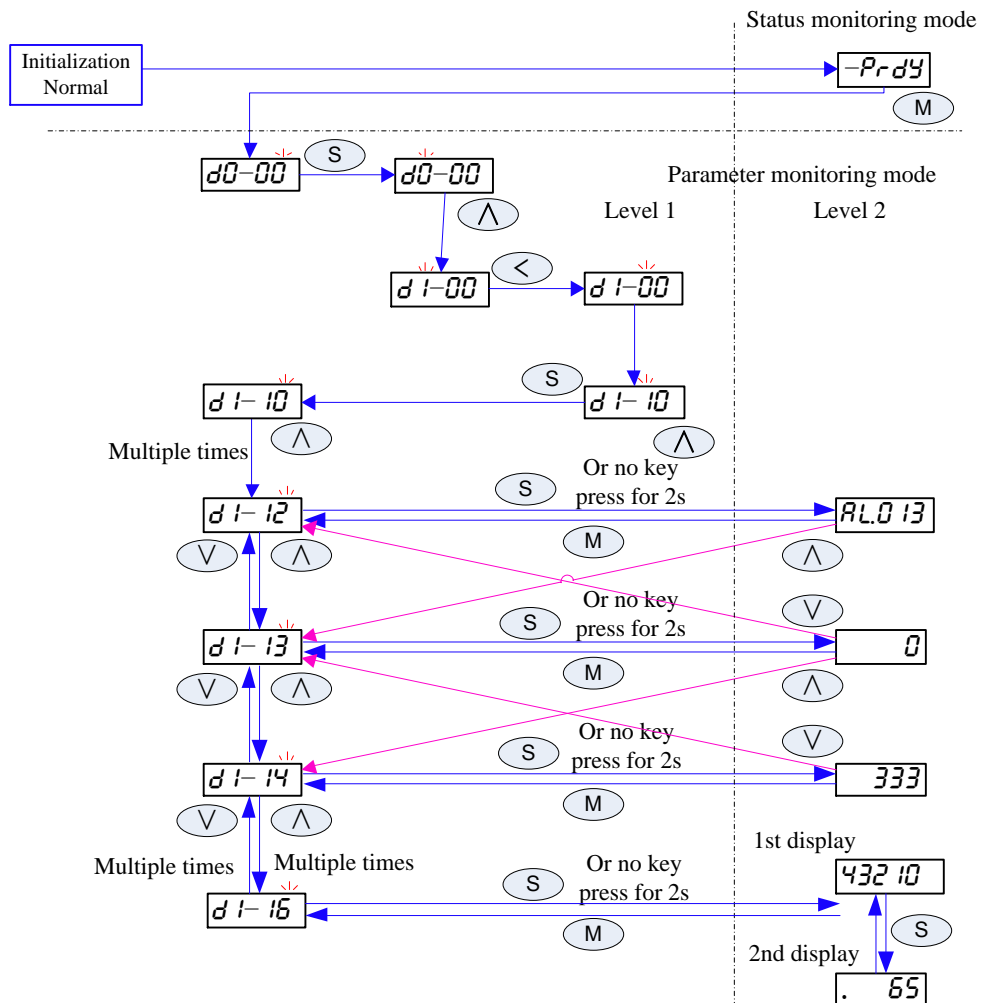 Status monitoring mode
Initialization
Normal
-Prdy
M
d0-00
S
d0-00
Parameter monitoring mode
Level 1
Level 2
∧
d1-00
<
d1-00
d1-10
S
d1-10
∧
∧
Multiple times
Or no key
press for 2s
S
d1-12
AL.013
M
∨
∧
∧
Or no key
press for 2s
∨
S
d1-13
0
M
∨
∧
∧
Or no key
press for 2s
∨
S
d1-14
333
M
∨
∧
1st display
Multiple times
Multiple times
Or no key
press for 2s
S
43210
d1-16
M
S
2nd display
. 65